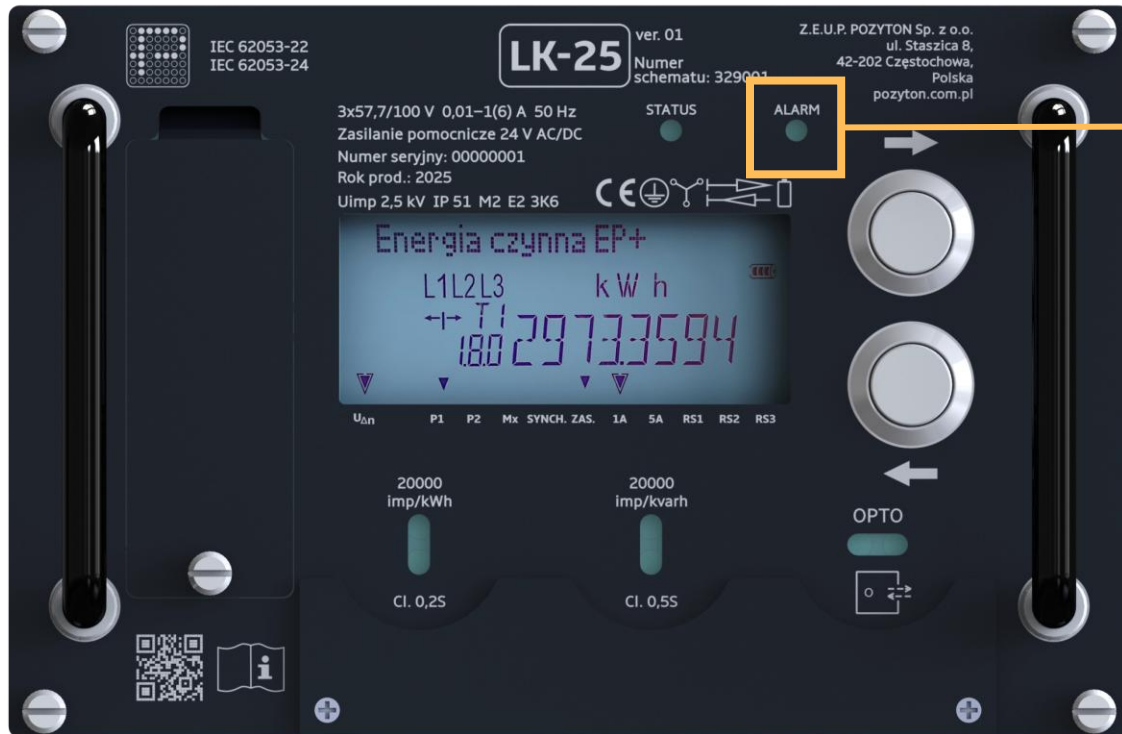 IEC 62053-22
IEC 62053-24
LK-25
ver. 01
Numer
schematu: 329001
Z.E.U.P. POZYTON Sp. z o.o.
ul. Staszica 8,
42-202 Częstochowa,
Polska
pozyton.com.pl
3x57,7/100 V 0,01–1(6) A 50 Hz
Zasilanie pomocnicze 24 V AC/DC
Numer seryjny: 00000001
Rok prod.: 2025
Uimp 2,5 kV IP 51 M2 E2 3K6
STATUS
ALARM
CE
Energia czynna EP+
L1L2L3 kWh
T1
1.8.0 2973.3594
UΔn P1 P2 Mx SYNCH. ZAS. 1A 5A RS1 RS2 RS3
20000
imp/kWh
Cl. 0,2S
20000
imp/kvarh
Cl. 0,5S
OPTO
i